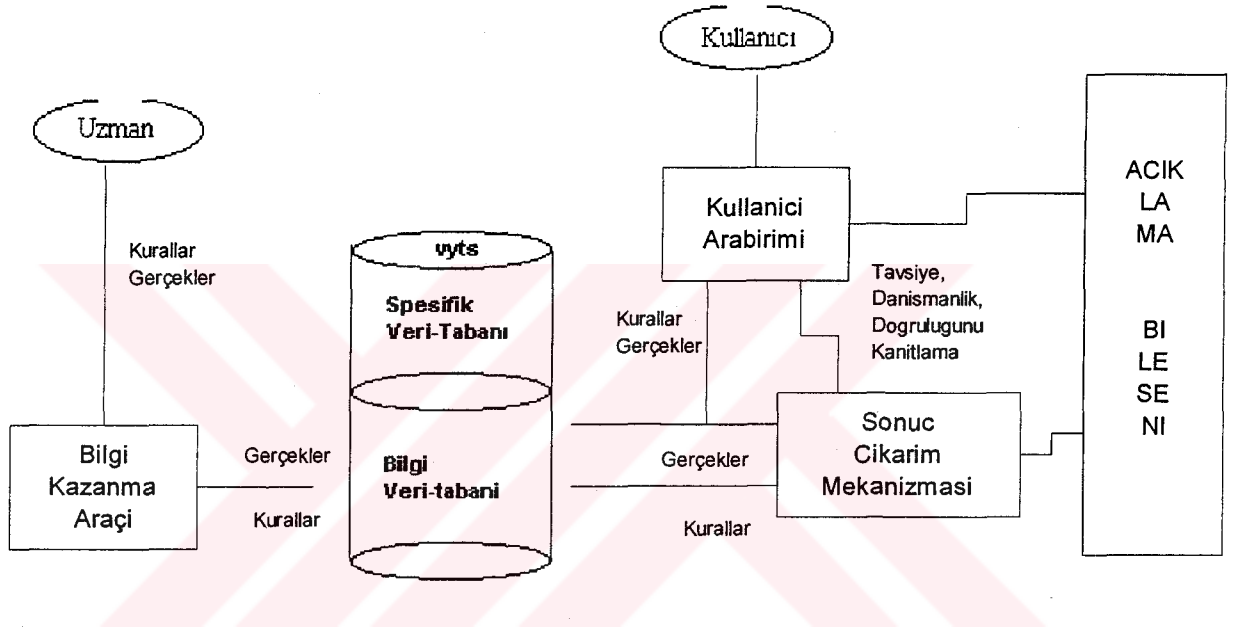 Kullanıcı
Uzman
Kurallar
Gerçekler
Bilgi
Kazanma
Araçi
Gerçekler
Kurallar
vyts
Spesifik
Veri-Tabanı
Bilgi
Veri-tabani
Kullanici
Arabirimi
Kurallar
Gerçekler
Tavsiye,
Danismanlik,
Dogrulugunu
Kanitlama
Gerçekler
Kurallar
Sonuc
Cikarim
Mekanizmasi
ACIK
LA
MA
BI
LE
SE
NI